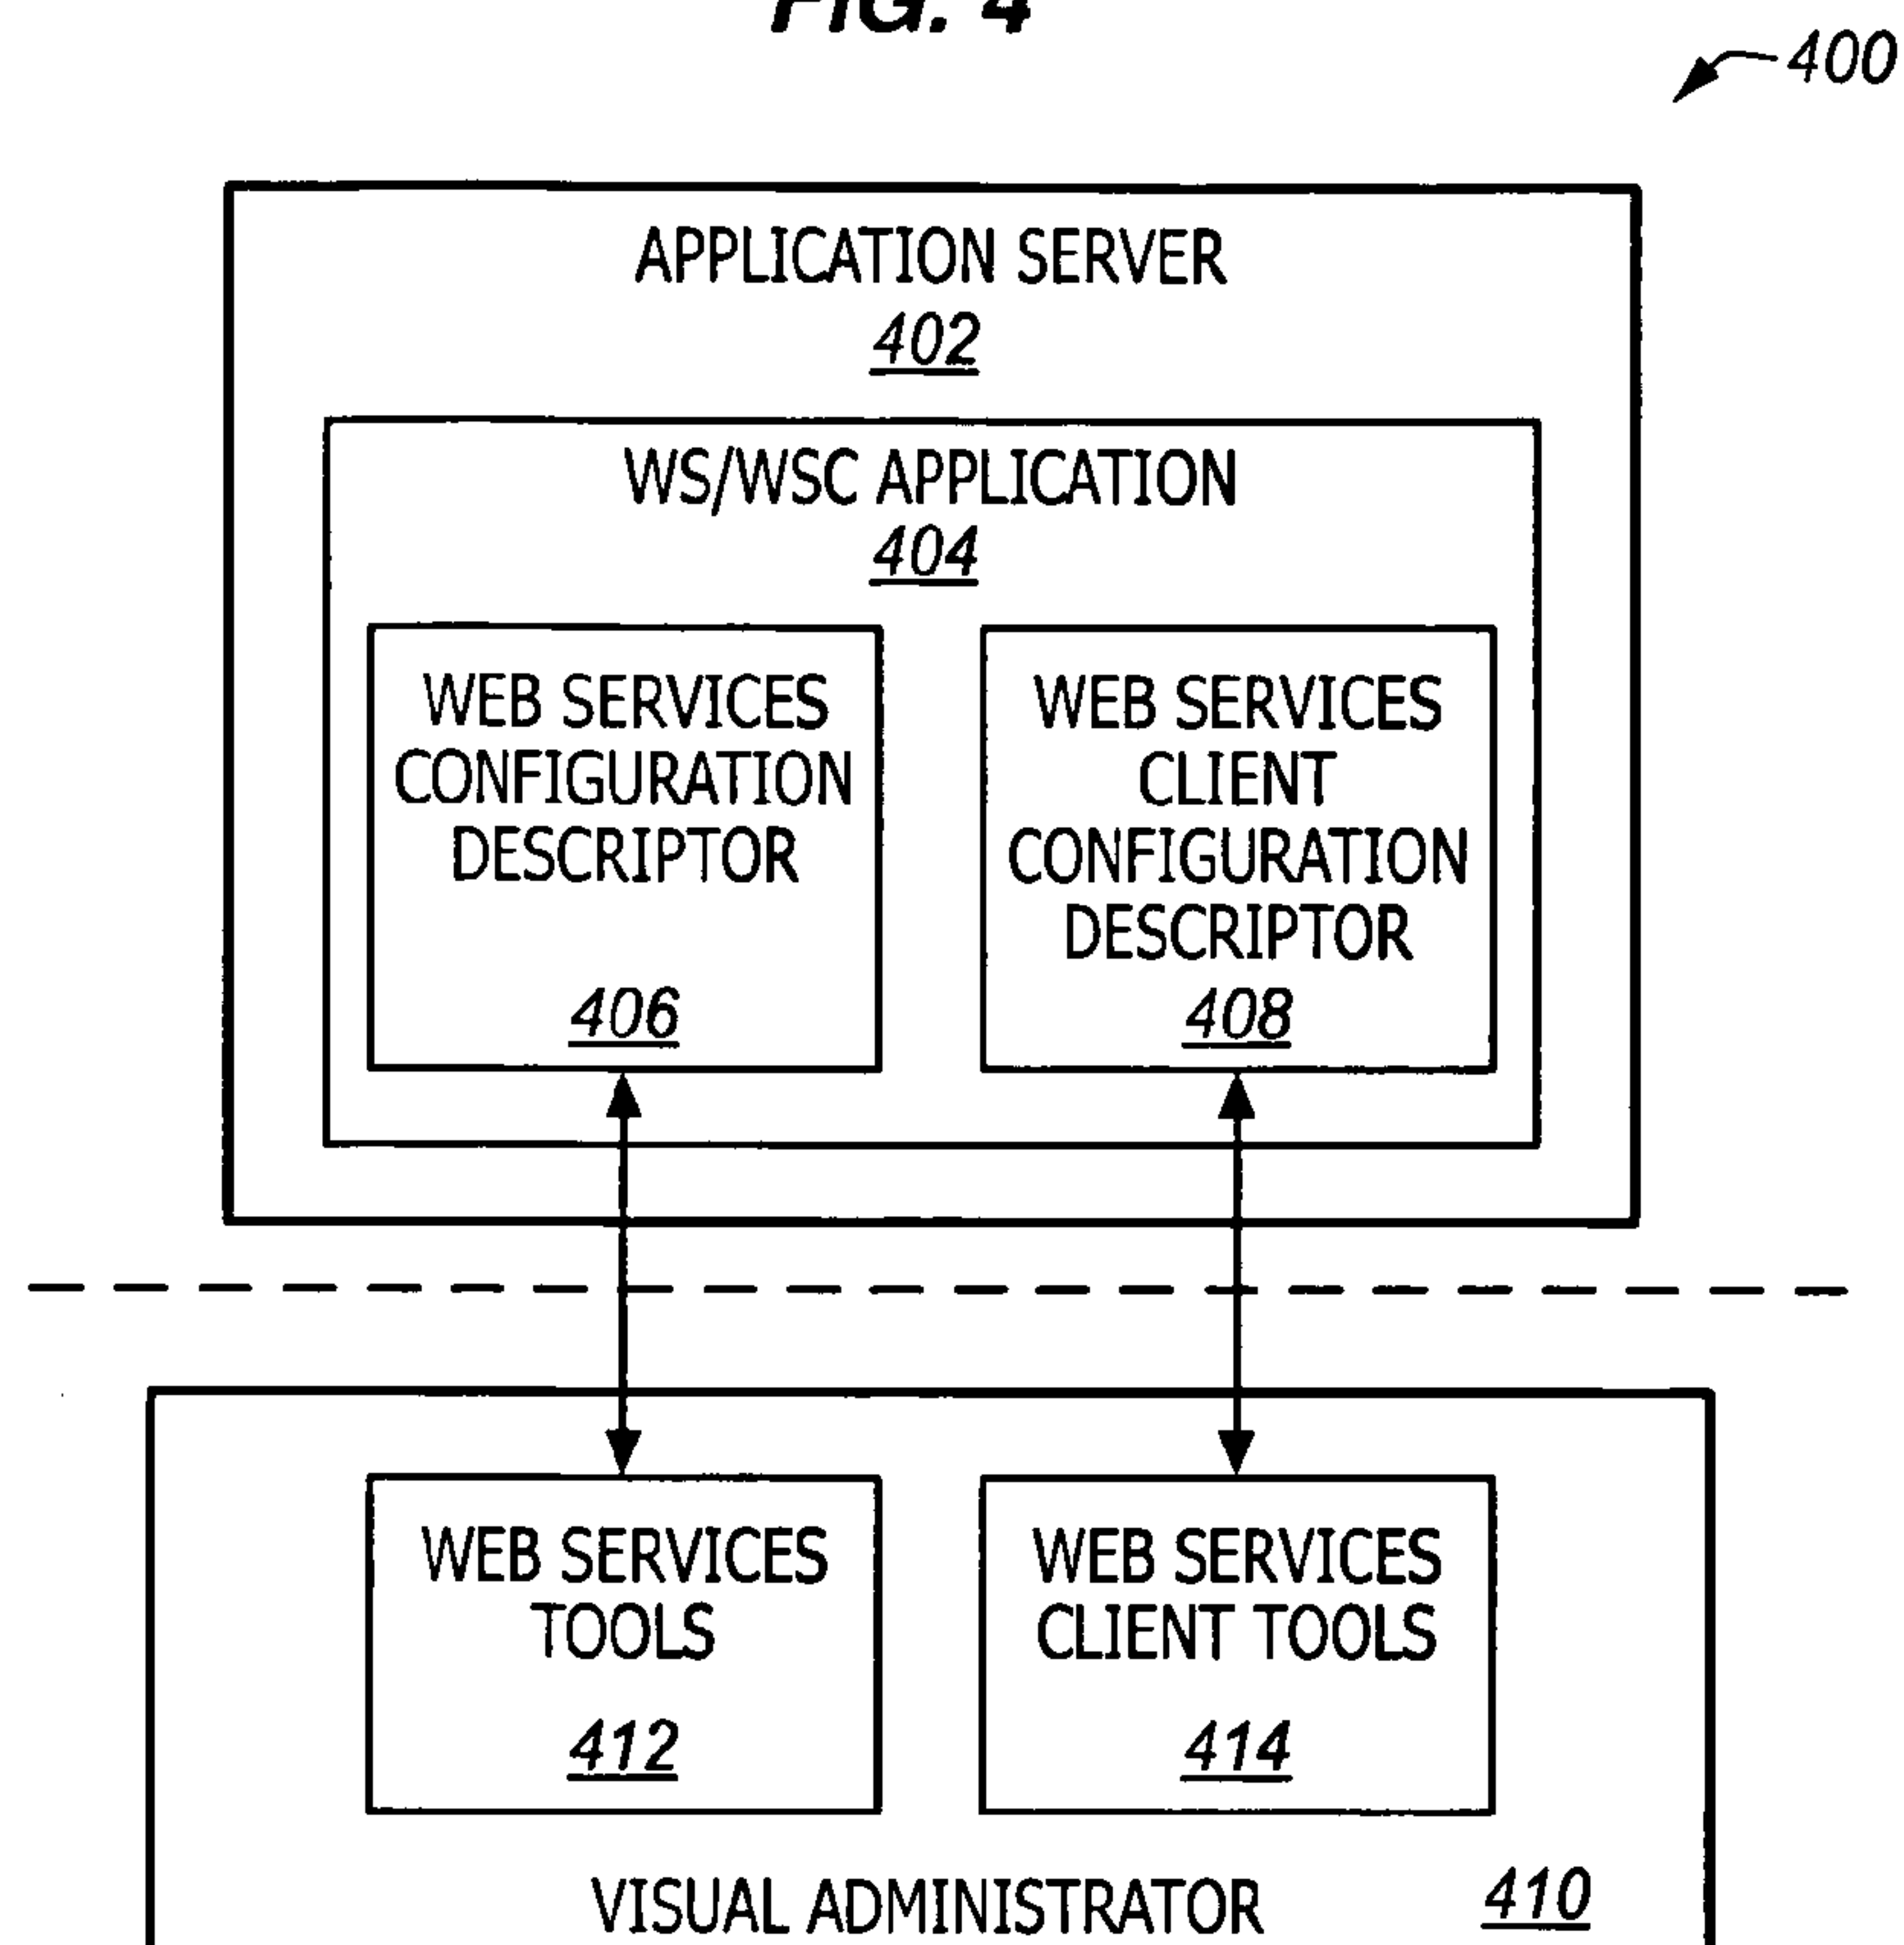 FIG. 4
400
APPLICATION SERVER
402
WS/WSC APPLICATION
404
WEB SERVICES
CONFIGURATION
DESCRIPTOR
406
WEB SERVICES
CLIENT
CONFIGURATION
DESCRIPTOR
408
WEB SERVICES
TOOLS
412
WEB SERVICES
CLIENT TOOLS
414
VISUAL ADMINISTRATOR
410